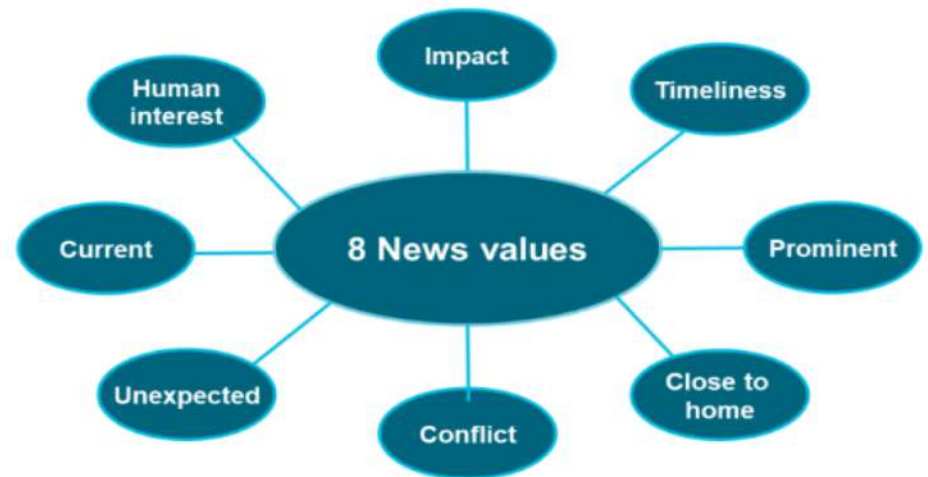 Impact
Human
interest
Timeliness
Current
8 News values
Prominent
Unexpected
Close to
home
Conflict